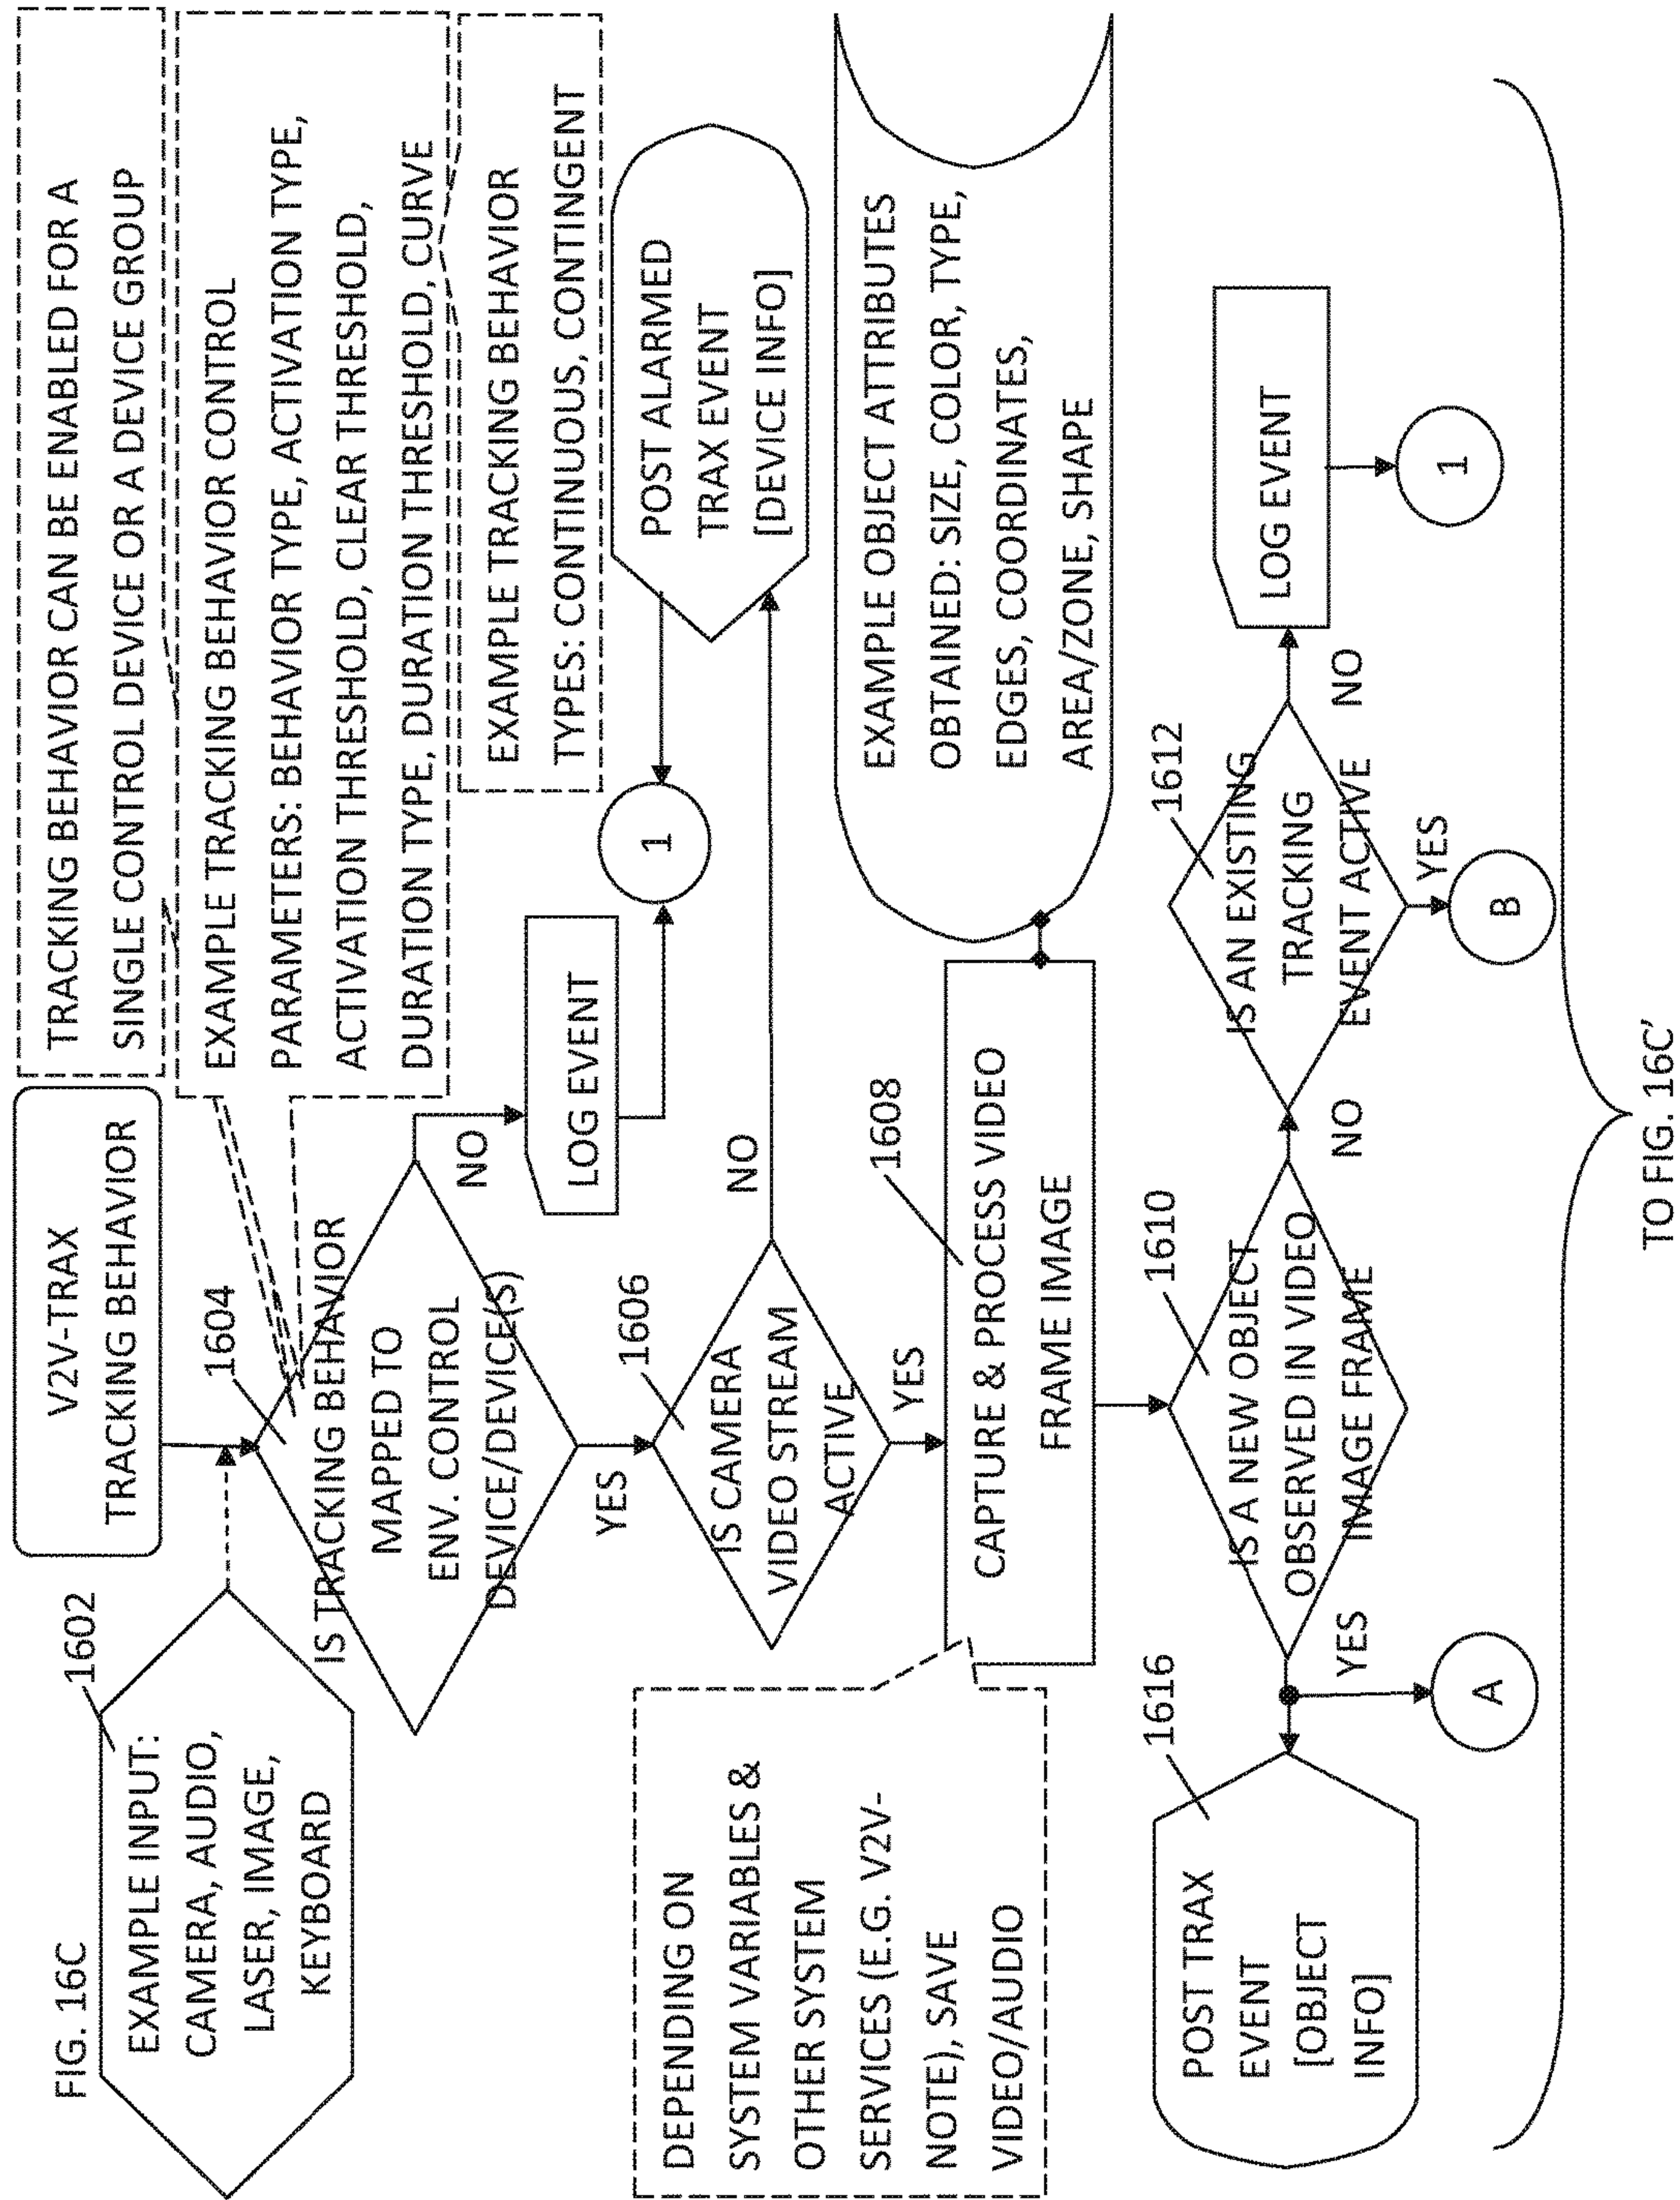 FIG. 16C
1602
EXAMPLE INPUT:
CAMERA, AUDIO,
LASER, IMAGE,
KEYBOARD
V2V-TRAX
TRACKING BEHAVIOR
TRACKING BEHAVIOR CAN BE ENABLED FOR A
SINGLE CONTROL DEVICE OR A DEVICE GROUP
EXAMPLE TRACKING BEHAVIOR CONTROL
PARAMETERS: BEHAVIOR TYPE, ACTIVATION TYPE,
ACTIVATION THRESHOLD, CLEAR THRESHOLD,
DURATION TYPE, DURATION THRESHOLD, CURVE
EXAMPLE TRACKING BEHAVIOR
TYPES: CONTINUOUS, CONTINGENT
1604
IS TRACKING BEHAVIOR
MAPPED TO
ENV. CONTROL
DEVICE/DEVICE(S)
NO
LOG EVENT
1
YES
1606
IS CAMERA
VIDEO STREAM
ACTIVE
NO
POST ALARMED
TRAX EVENT
[DEVICE INFO]
YES
DEPENDING ON
SYSTEM VARIABLES &
OTHER SYSTEM
SERVICES (E.G. V2V-
NOTE), SAVE
VIDEO/AUDIO
1608
CAPTURE & PROCESS VIDEO
FRAME IMAGE
EXAMPLE OBJECT ATTRIBUTES
OBTAINED: SIZE, COLOR, TYPE,
EDGES, COORDINATES,
AREA/ZONE, SHAPE
1616
POST TRAX
EVENT
[OBJECT
INFO]
YES
A
1610
IS A NEW OBJECT
OBSERVED IN VIDEO
IMAGE FRAME
NO
1612
IS AN EXISTING
TRACKING
EVENT ACTIVE
YES
B
NO
LOG EVENT
1
TO FIG. 16C'